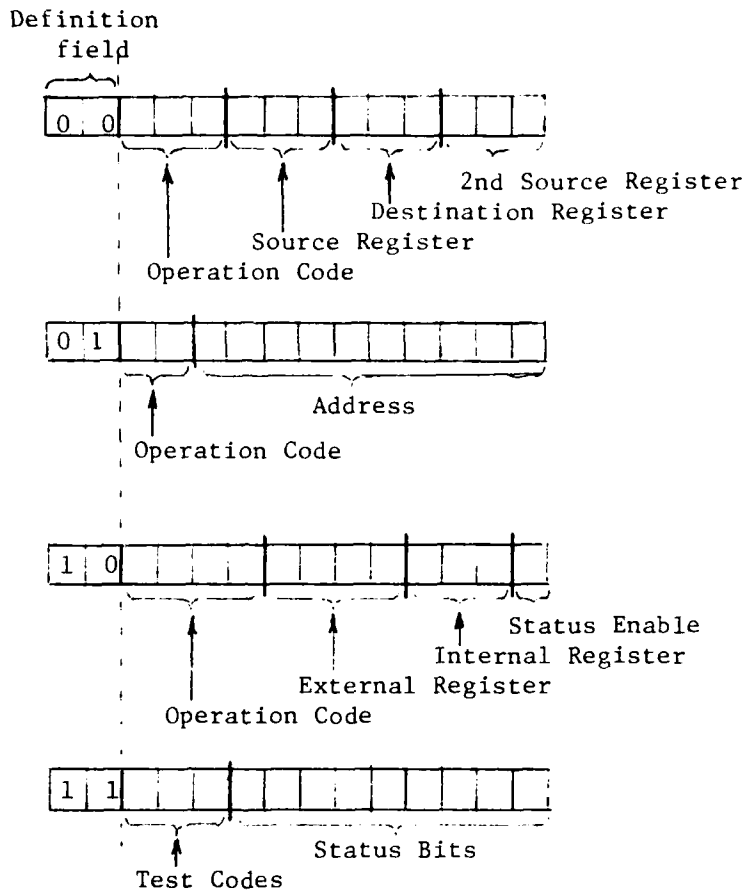 Definition
field
0 0
2nd Source Register
Destination Register
Source Register
Operation Code
0 1
Address
Operation Code
1 0
Status Enable
Internal Register
External Register
Operation Code
1 1
Status Bits
Test Codes